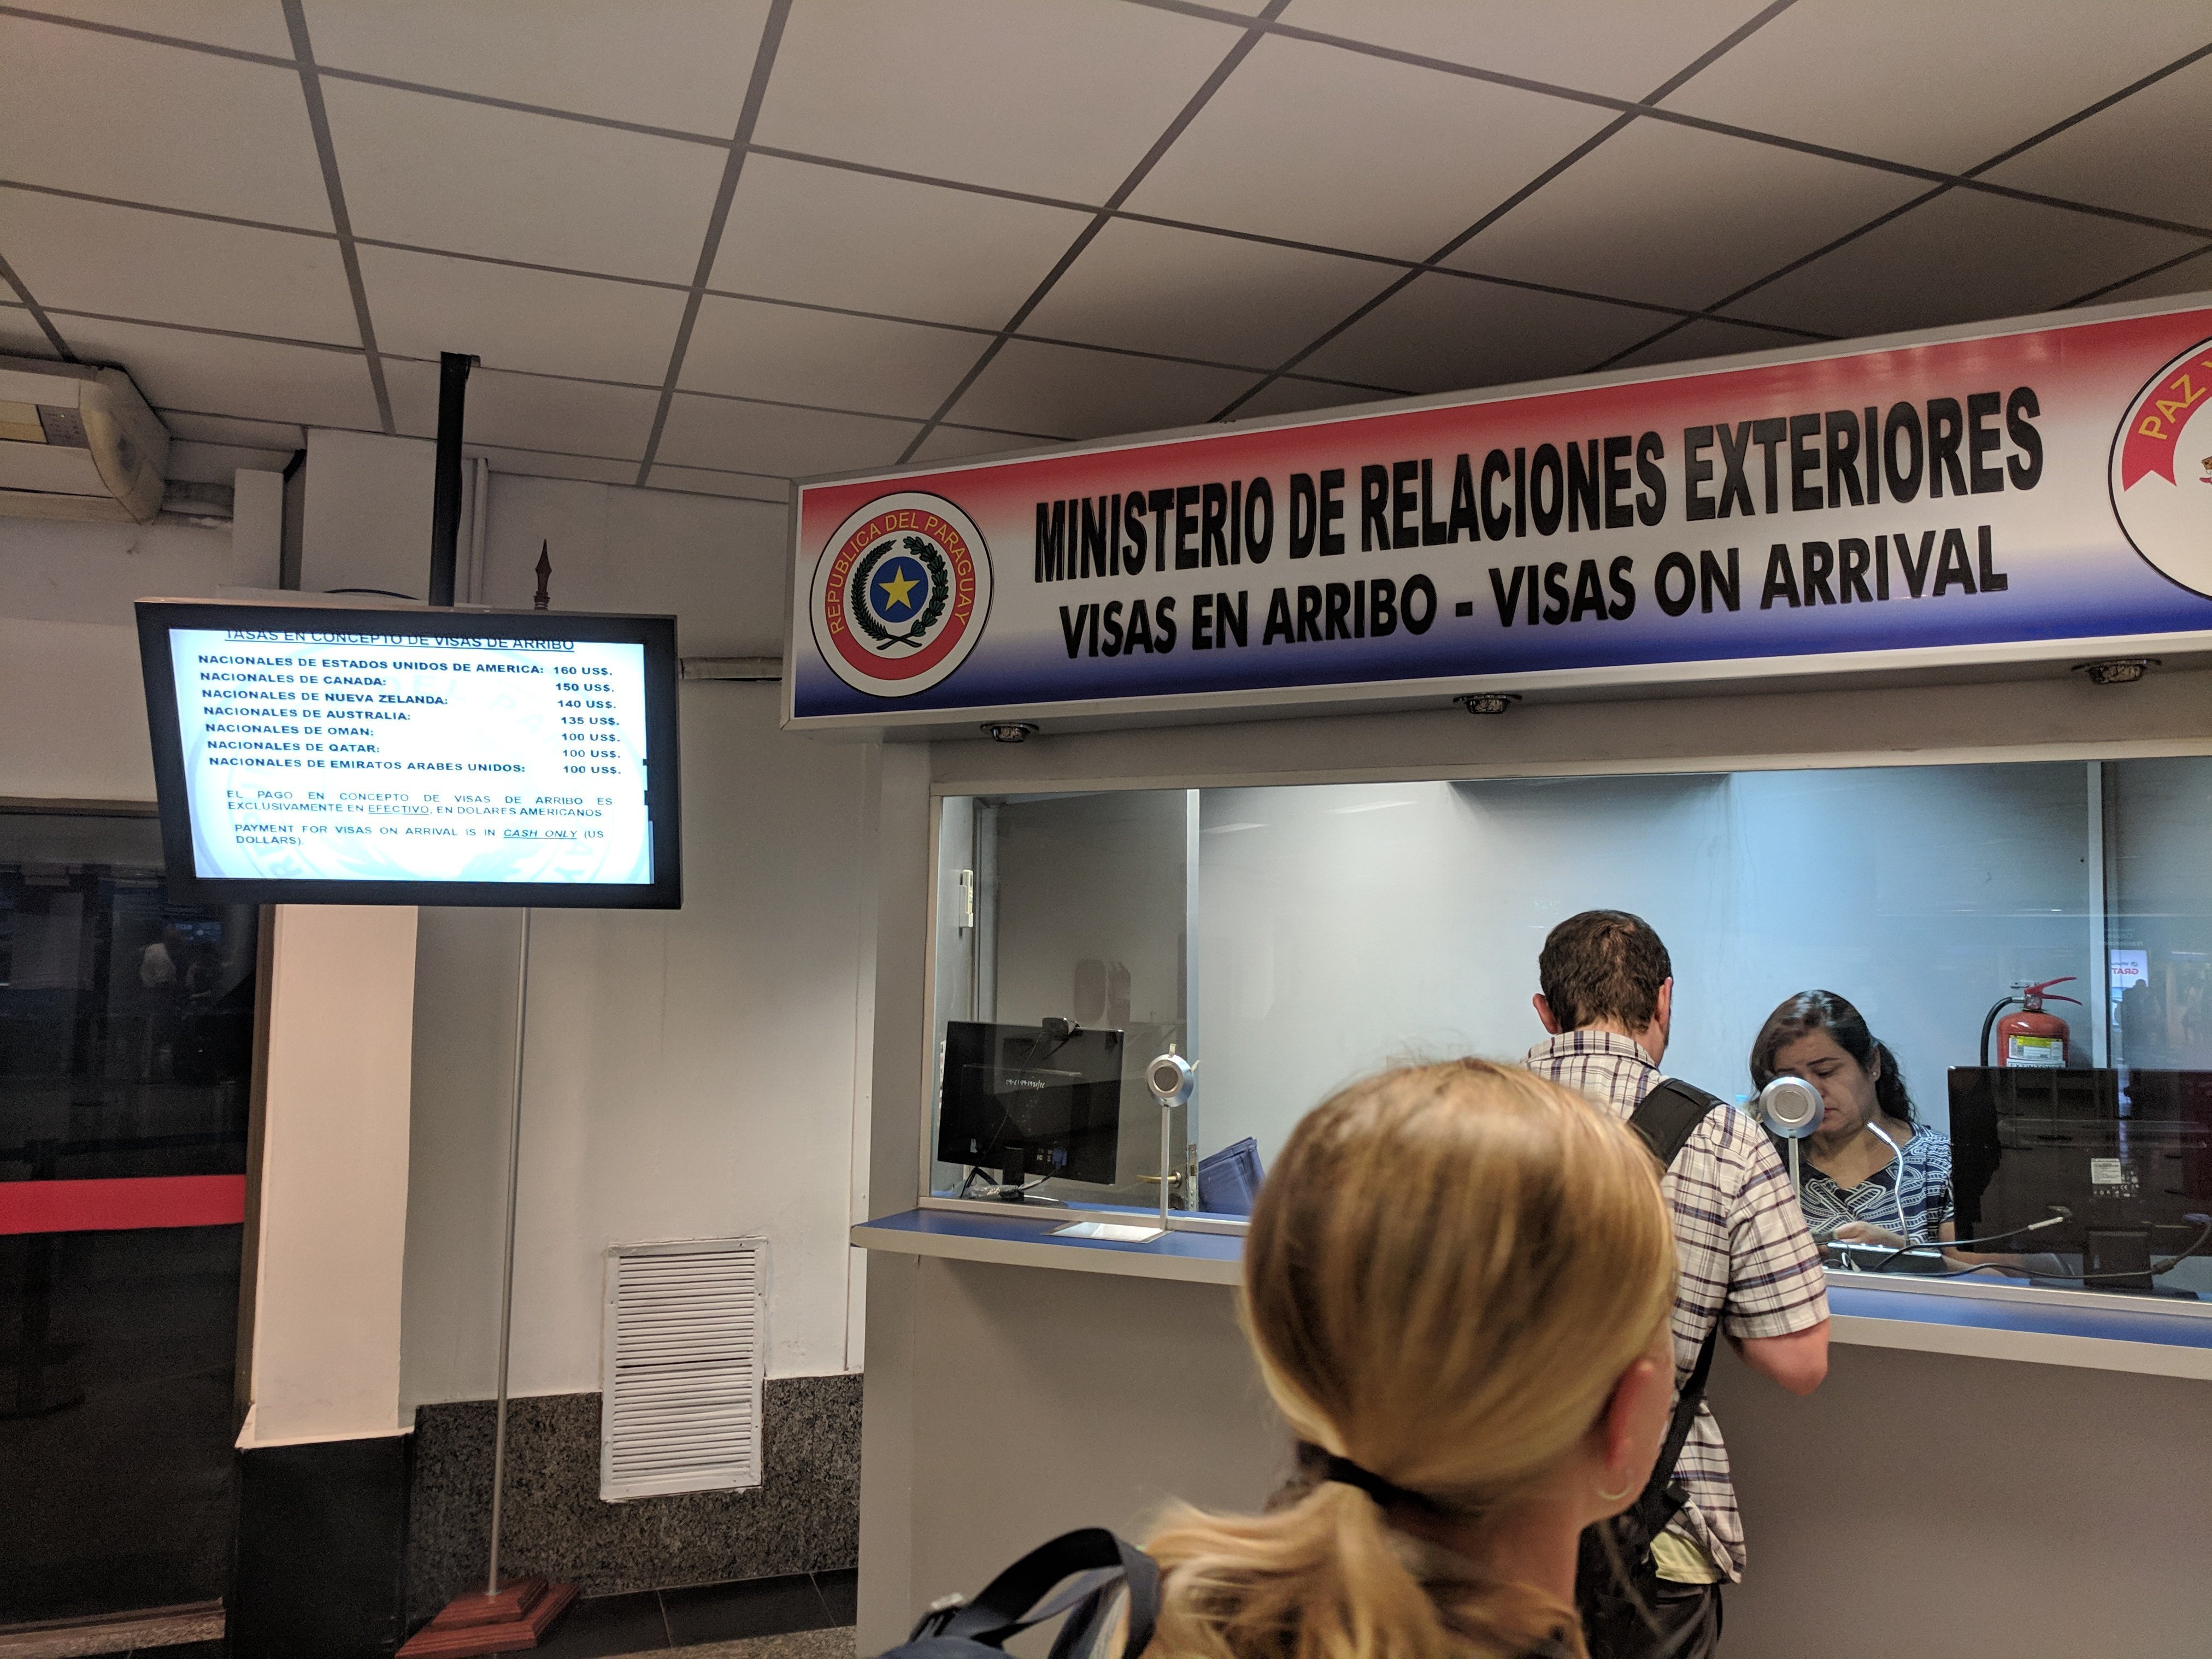 TASAS EN CONCEPTO DE VISAS DE ARRIBO
NACIONALES DE ESTADOS UNIDOS DE AMERICA: 160 US$.
NACIONALES DE CANADA: 150 US$.
NACIONALES DE NUEVA ZELANDA: 140 US$.
NACIONALES DE AUSTRALIA: 135 US$.
NACIONALES DE OMAN: 100 US$.
NACIONALES DE QATAR: 100 US$.
NACIONALES DE EMIRATOS ARABES UNIDOS: 100 US$.
EL PAGO EN CONCEPTO DE VISAS DE ARRIBO ES
EXCLUSIVAMENTE EN EFECTIVO, EN DOLARES AMERICANOS
PAYMENT FOR VISAS ON ARRIVAL IS IN CASH ONLY (US
DOLLARS)
REPUBLICA DEL PARAGUAY
MINISTERIO DE RELACIONES EXTERIORES
VISAS EN ARRIBO - VISAS ON ARRIVAL
PAZ Y